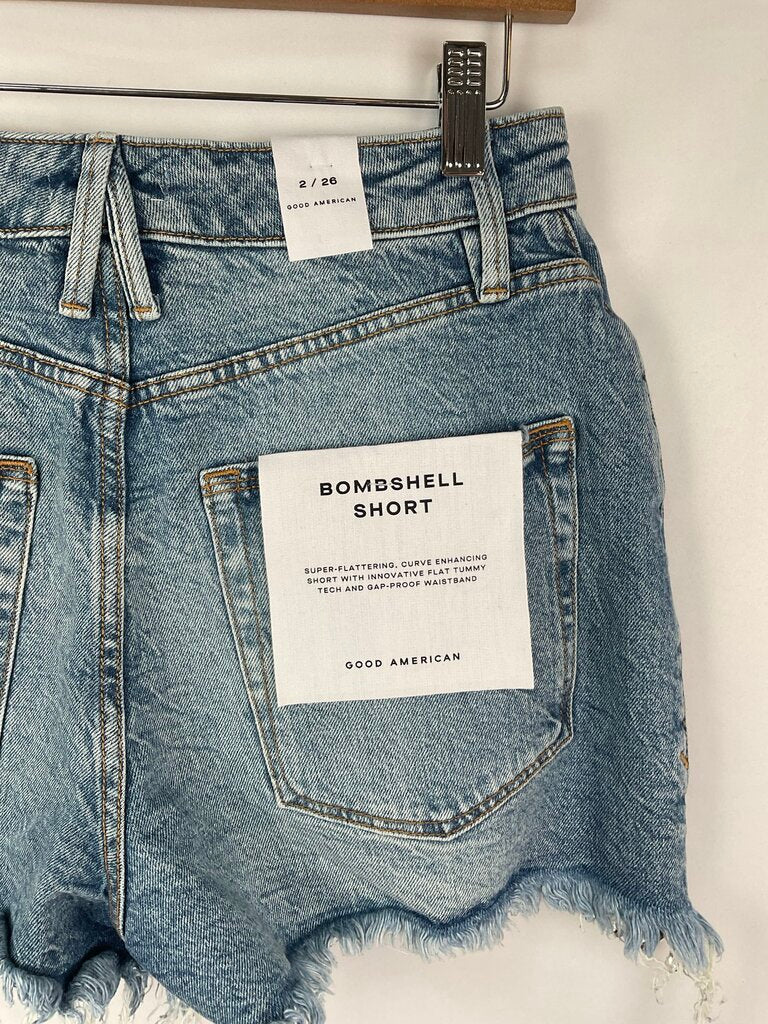 2 / 26
GOOD AMERICAN
BOMBSHELL
SHORT
SUPER-FLATTERING, CURVE ENHANCING
SHORT WITH INNOVATIVE FLAT TUMMY
TECH AND GAP-PROOF WAISTBAND
GOOD AMERICAN